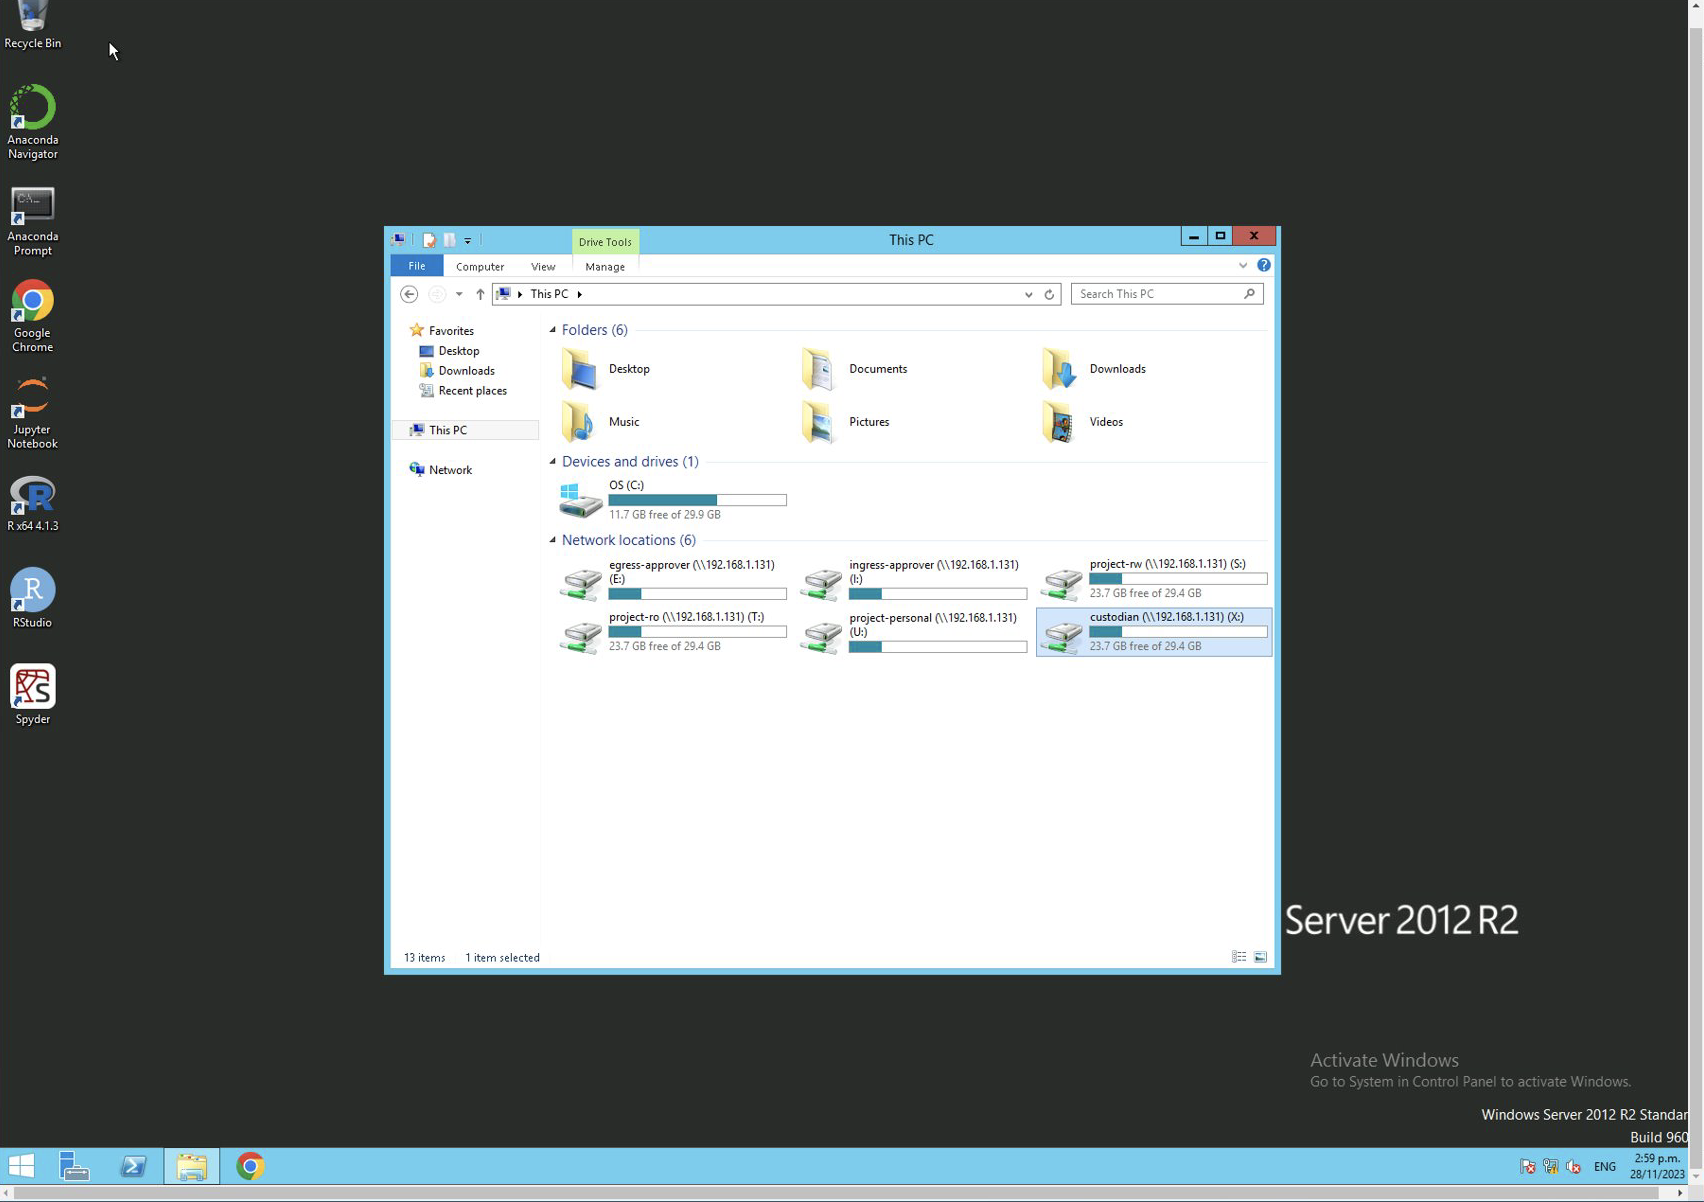 Recycle Bin
Anaconda
Navigator
Anaconda
Prompt
Google
Chrome
Jupyter
Notebook
R x64 4.1.3
RStudio
Spyder
Drive Tools
This PC
File
Computer
View
Manage
This PC
Search This PC
Favorites
Desktop
Downloads
Recent places
This PC
Network
Folders (6)
Desktop
Documents
Downloads
Music
Pictures
Videos
Devices and drives (1)
OS (C:)
11.7 GB free of 29.9 GB
Network locations (6)
egress-approver (\\192.168.1.131)
(E:)
ingress-approver (\\192.168.1.131)
(I:)
project-rw (\\192.168.1.131) (S:)
23.7 GB free of 29.4 GB
project-ro (\\192.168.1.131) (T:)
23.7 GB free of 29.4 GB
project-personal (\\192.168.1.131)
(U:)
custodian (\\192.168.1.131) (X:)
23.7 GB free of 29.4 GB
13 items
1 item selected
Server 2012 R2
Activate Windows
Go to System in Control Panel to activate Windows.
Windows Server 2012 R2 Standar
Build 960
ENG
2:59 p.m.
28/11/2023